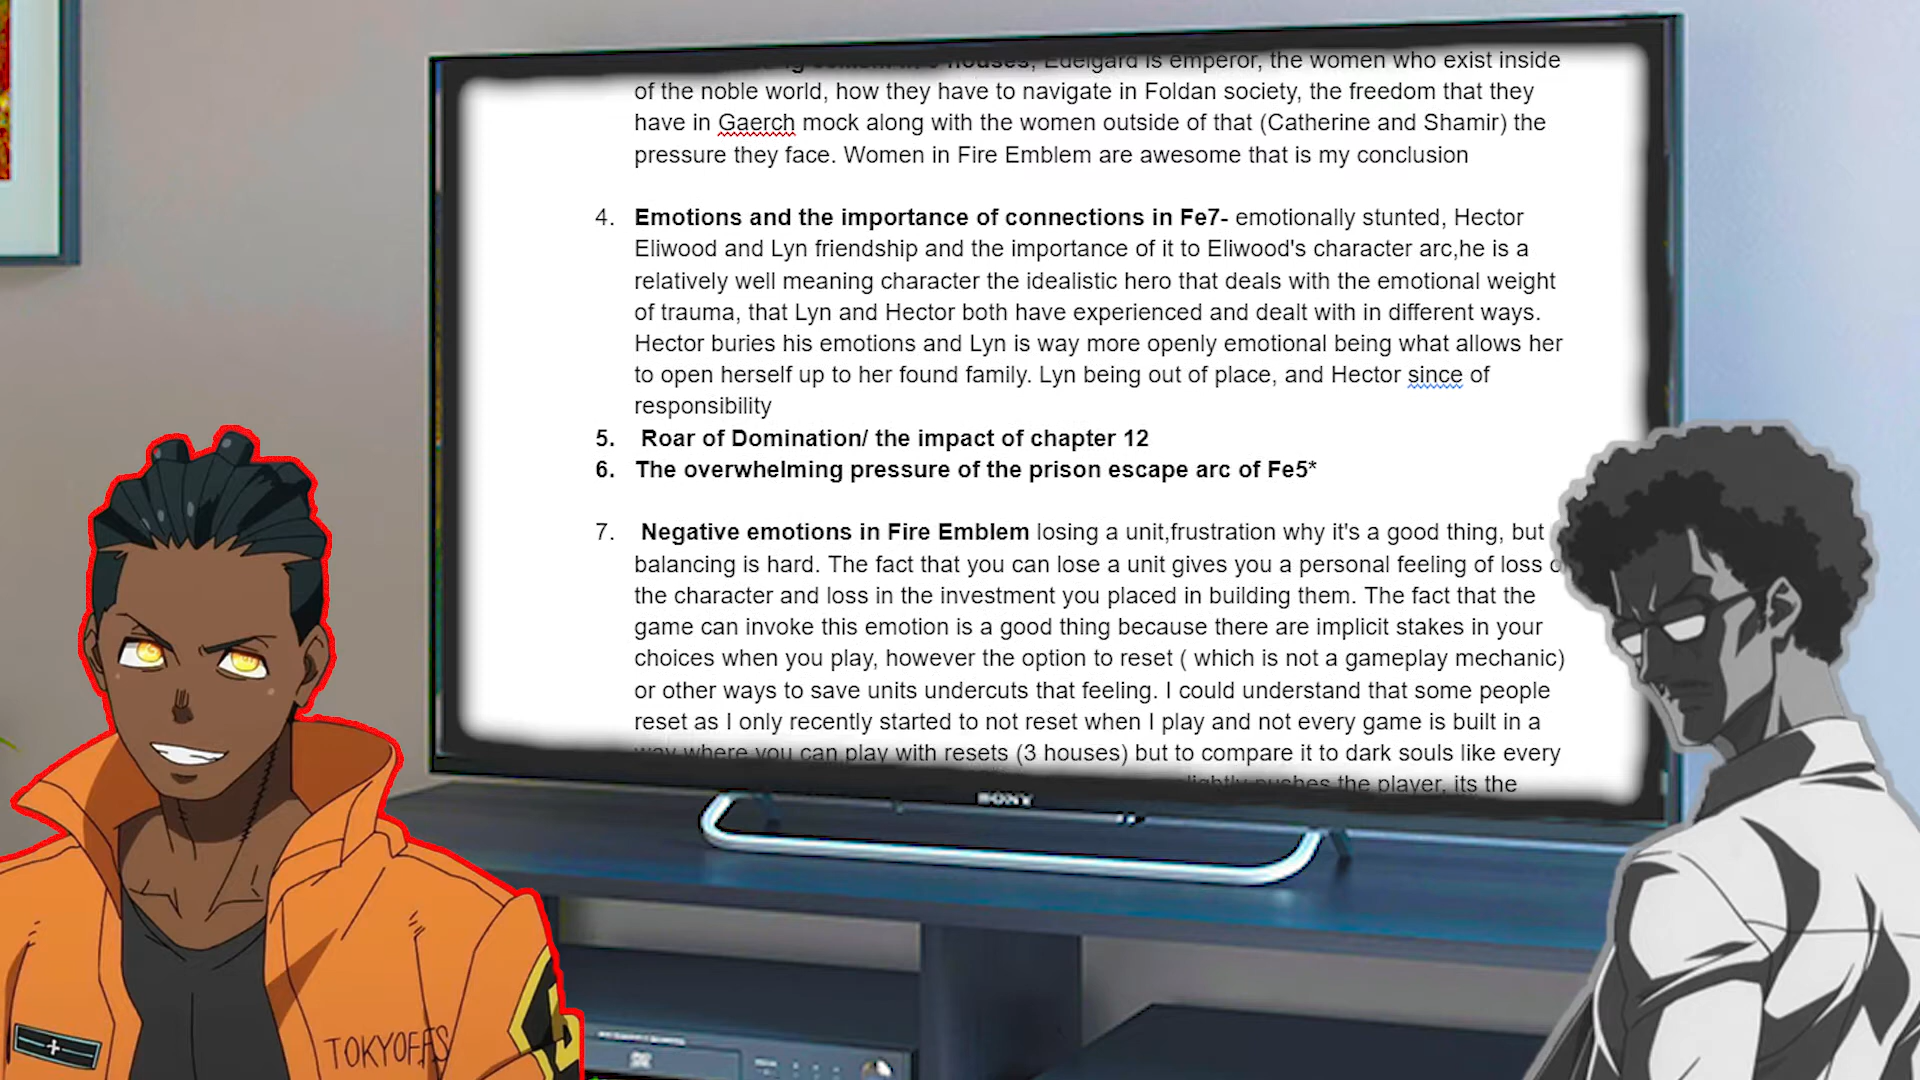 houses, Edelgard is emperor, the women who exist inside
of the noble world, how they have to navigate in Foldan society, the freedom that they
have in Gaerch mock along with the women outside of that (Catherine and Shamir) the
pressure they face. Women in Fire Emblem are awesome that is my conclusion
4. Emotions and the importance of connections in Fe7- emotionally stunted, Hector
Eliwood and Lyn friendship and the importance of it to Eliwood's character arc,he is a
relatively well meaning character the idealistic hero that deals with the emotional weight
of trauma, that Lyn and Hector both have experienced and dealt with in different ways.
Hector buries his emotions and Lyn is way more openly emotional being what allows her
to open herself up to her found family. Lyn being out of place, and Hector since of
responsibility
5. Roar of Domination/ the impact of chapter 12
6. The overwhelming pressure of the prison escape arc of Fe5*
7. Negative emotions in Fire Emblem losing a unit,frustration why it's a good thing, but
balancing is hard. The fact that you can lose a unit gives you a personal feeling of loss
the character and loss in the investment you placed in building them. The fact that the
game can invoke this emotion is a good thing because there are implicit stakes in your
choices when you play, however the option to reset ( which is not a gameplay mechanic)
or other ways to save units undercuts that feeling. I could understand that some people
reset as I only recently started to not reset when I play and not every game is built in a
way where you can play with resets (3 houses) but to compare it to dark souls like every
pushes the player, its the
SONY